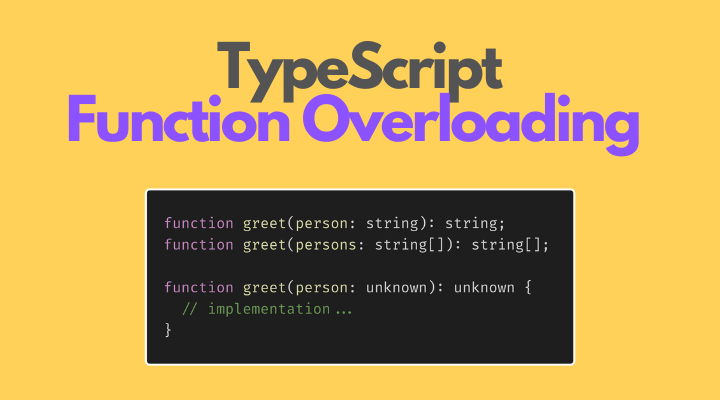 TypeScript
Function Overloading
function greet(person: string): string;
function greet(persons: string[]): string[];
function greet(person: unknown): unknown {
// implementation...
}